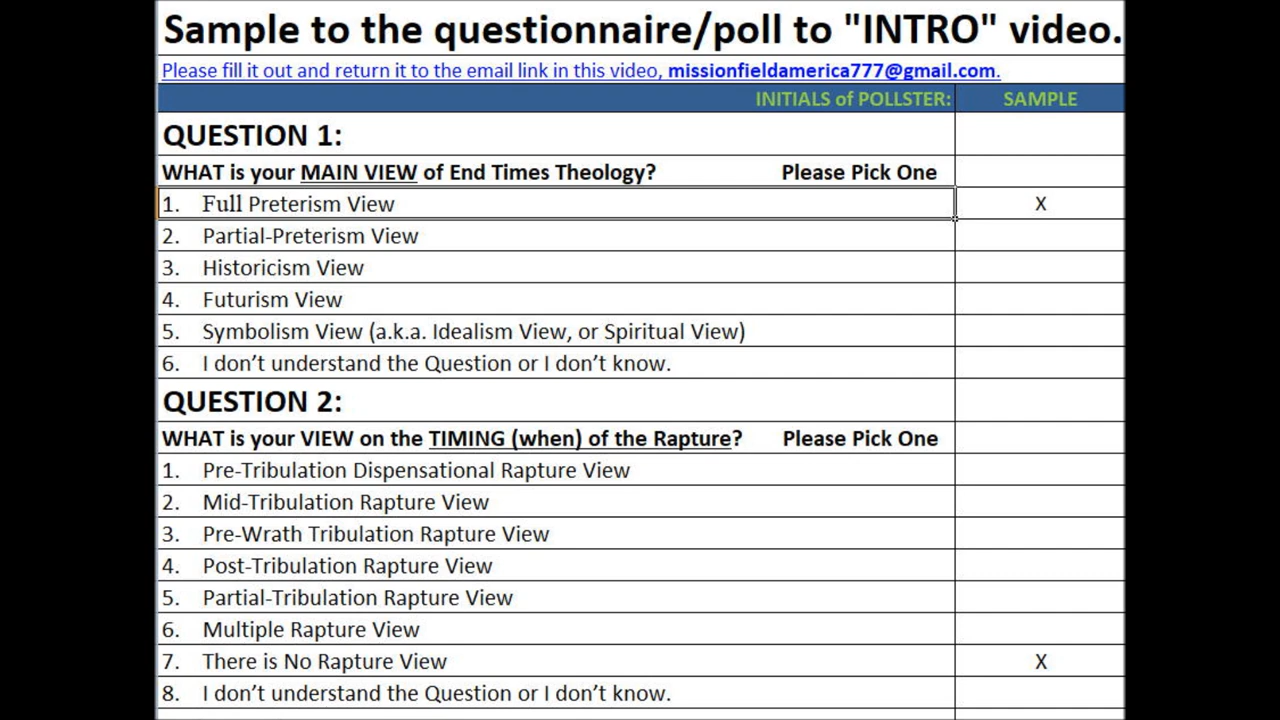 Sample to the questionnaire/poll to "INTRO" video.
Please fill it out and return it to the email link in this video, missionfieldamerica777@gmail.com.
INITIALS of POLLSTER: SAMPLE
QUESTION 1:
WHAT is your MAIN VIEW of End Times Theology? Please Pick One
1. Full Preterism View X
2. Partial-Preterism View
3. Historicism View
4. Futurism View
5. Symbolism View (a.k.a. Idealism View, or Spiritual View)
6. I don’t understand the Question or I don’t know.
QUESTION 2:
WHAT is your VIEW on the TIMING (when) of the Rapture? Please Pick One
1. Pre-Tribulation Dispensational Rapture View
2. Mid-Tribulation Rapture View
3. Pre-Wrath Tribulation Rapture View
4. Post-Tribulation Rapture View
5. Partial-Tribulation Rapture View
6. Multiple Rapture View
7. There is No Rapture View X
8. I don’t understand the Question or I don’t know.